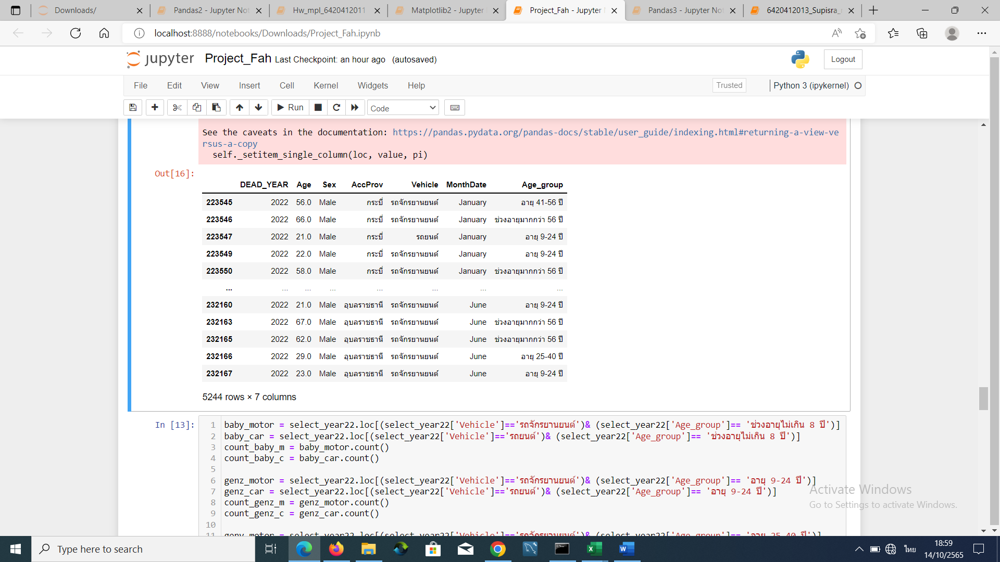 Downloads/
Pandas2 - Jupyter Not
Hw_mpl_6420412011
Matplotlib2 - Jupyter
Project_Fah - Jupyter
Pandas3 - Jupyter No
6420412013_Supisra_
localhost:8888/notebooks/Downloads/Project_Fah.ipynb
jupyter Project_Fah Last Checkpoint: an hour ago (autosaved)
Logout
File Edit View Insert Cell Kernel Widgets Help
Trusted
Python 3 (ipykernel)
Run
Code
See the caveats in the documentation: https://pandas.pydata.org/pandas-docs/stable/user_guide/indexing.html#returning-a-view-ve
rsus-a-copy
self._setitem_single_column(loc, value, pi)
Out[16]:
DEAD_YEAR Age Sex AccProv Vehicle MonthDate Age_group
223545 2022 56.0 Male กระบี่ รถจักรยานยนต์ January อายุ 41-56 ปี
223546 2022 66.0 Male กระบี่ รถจักรยานยนต์ January ช่วงอายุมากกว่า 56 ปี
223547 2022 21.0 Male กระบี่ รถยนต์ January อายุ 9-24 ปี
223549 2022 22.0 Male กระบี่ รถจักรยานยนต์ January อายุ 9-24 ปี
223550 2022 58.0 Male กระบี่ รถจักรยานยนต์ January ช่วงอายุมากกว่า 56 ปี
... ... ... ... ... ... ... ...
232160 2022 21.0 Male อุบลราชธานี รถจักรยานยนต์ June อายุ 9-24 ปี
232163 2022 67.0 Male อุบลราชธานี รถจักรยานยนต์ June ช่วงอายุมากกว่า 56 ปี
232165 2022 62.0 Male อุบลราชธานี รถจักรยานยนต์ June ช่วงอายุมากกว่า 56 ปี
232166 2022 29.0 Male อุบลราชธานี รถจักรยานยนต์ June อายุ 25-40 ปี
232167 2022 23.0 Male อุบลราชธานี รถจักรยานยนต์ June อายุ 9-24 ปี
5244 rows × 7 columns
In [13]:
1 baby_motor = select_year22.loc[(select_year22['Vehicle']=='รถจักรยานยนต์')& (select_year22['Age_group']== 'ช่วงอายุไม่เกิน 8 ปี')]
2 baby_car = select_year22.loc[(select_year22['Vehicle']=='รถยนต์')& (select_year22['Age_group']== 'ช่วงอายุไม่เกิน 8 ปี')]
3 count_baby_m = baby_motor.count()
4 count_baby_c = baby_car.count()
5
6 genz_motor = select_year22.loc[(select_year22['Vehicle']=='รถจักรยานยนต์')& (select_year22['Age_group']== 'อายุ 9-24 ปี')]
7 genz_car = select_year22.loc[(select_year22['Vehicle']=='รถยนต์')& (select_year22['Age_group']== 'อายุ 9-24 ปี')]
8 count_genz_m = genz_motor.count()
9 count_genz_c = genz_car.count()
10
11 geny_motor = select_year22.loc[(select_year22['Vehicle']=='รถจักรยานยนต์')& (select_year22['Age_group']== 'อายุ 25-40 ปี')]
Activate Windows
Go to Settings to activate Windows.
Type here to search
ไทย
18:59
14/10/2565